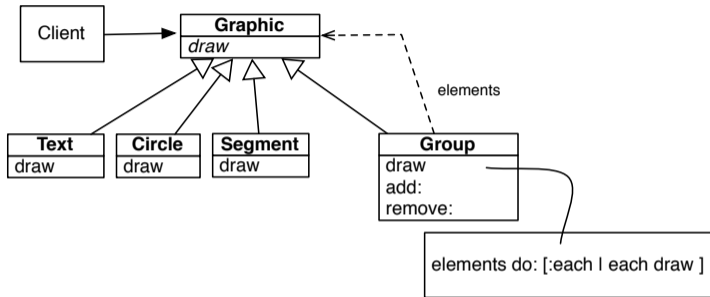 Client
Graphic
draw
elements
Text
draw
Circle
draw
Segment
draw
Group
draw
add:
remove:
elements do: [:each | each draw ]